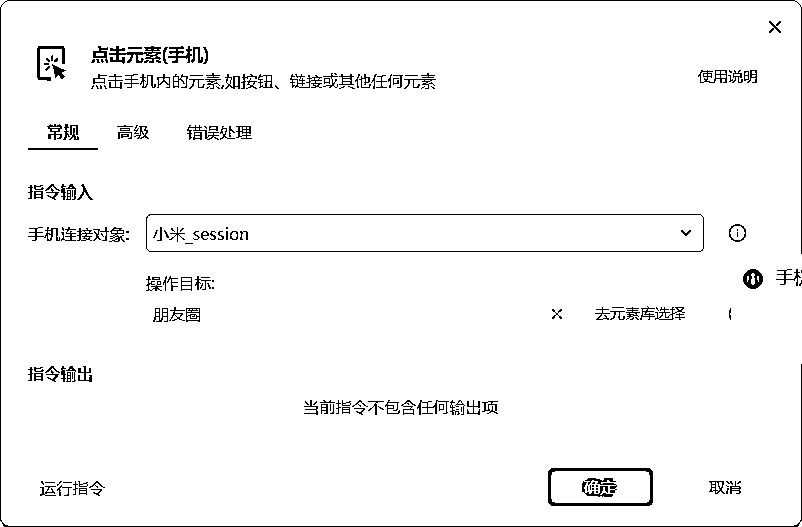 点击元素(手机)
点击手机内的元素,如按钮、链接或其他任何元素
使用说明
常规 高级 错误处理
指令输入
手机连接对象: 小米_session
操作目标:
手机
朋友圈 去元素库选择
指令输出
当前指令不包含任何输出项
运行指令 确定 取消